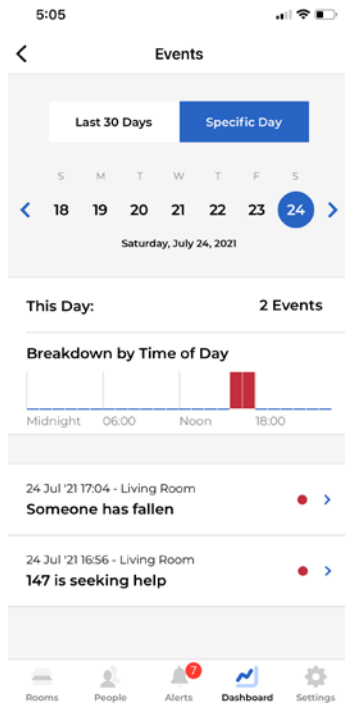 5:05
Events
Last 30 Days Specific Day
S M T W T F S
18 19 20 21 22 23 24
Saturday, July 24, 2021
This Day: 2 Events
Breakdown by Time of Day
Midnight 06:00 Noon 18:00
24 Jul '21 17:04 - Living Room
Someone has fallen
24 Jul '21 16:56 - Living Room
147 is seeking help
7
Rooms People Alerts Dashboard Settings